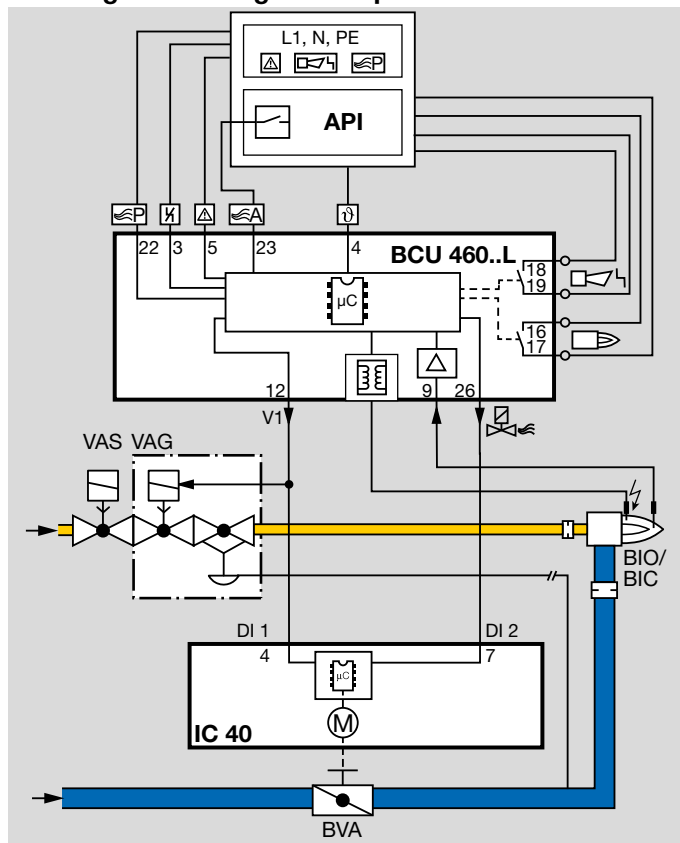 L1, N, PE
P
API
P
A
ϑ
22 3 5 23 4
BCU 460..L
18
19
µC
16
17
12 9 26
V1
VAS VAG
BIO/
BIC
DI 1 DI 2
4 7
µC
M
IC 40
BVA